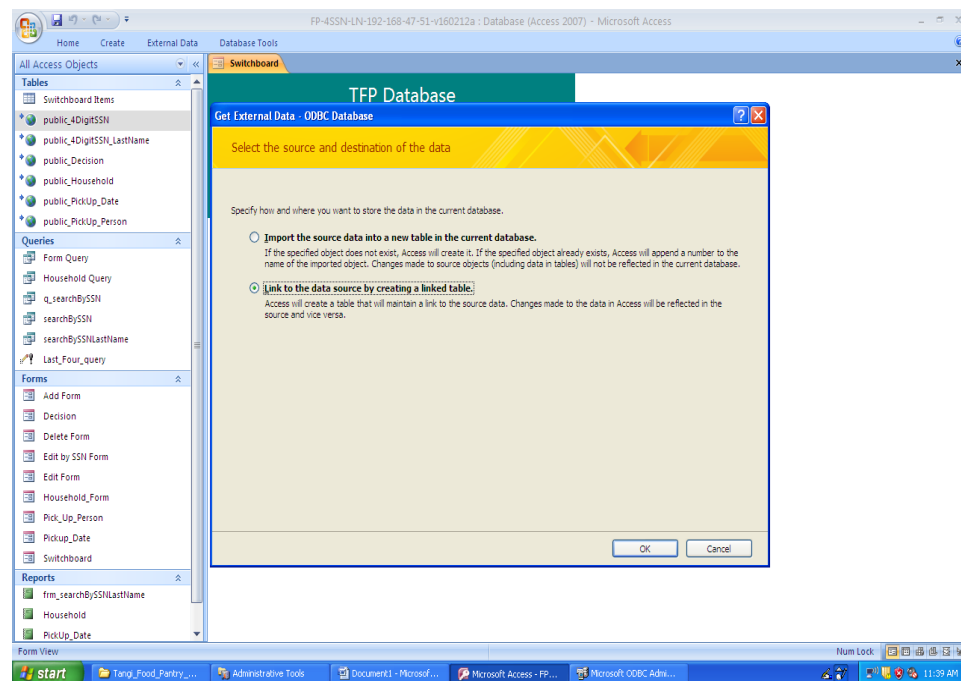 FP-4SSN-LN-192-168-47-51-v160212a : Database (Access 2007) - Microsoft Access
Home Create External Data Database Tools
All Access Objects
Switchboard
Tables
Switchboard Items
public_4DigitSSN
public_4DigitSSN_LastName
public_Decision
public_Household
public_PickUp_Date
public_PickUp_Person
Queries
Form Query
Household Query
q_searchBySSN
searchBySSN
searchBySSNLastName
Last_Four_query
Forms
Add Form
Decision
Delete Form
Edit by SSN Form
Edit Form
Household_Form
Pick_Up_Person
Pickup_Date
Switchboard
Reports
frm_searchBySSNLastName
Household
PickUp_Date
TFP Database
Get External Data - ODBC Database
Select the source and destination of the data
Specify how and where you want to store the data in the current database.
Import the source data into a new table in the current database.
If the specified object does not exist, Access will create it. If the specified object already exists, Access will append a number to the
name of the imported object. Changes made to source objects (including data in tables) will not be reflected in the current database.
Link to the data source by creating a linked table.
Access will create a table that will maintain a link to the source data. Changes made to the data in Access will be reflected in the
source and vice versa.
OK Cancel
Form View
Num Lock
start
Tangi_Food_Pantry_...
Administrative Tools
Document1 - Microsof...
Microsoft Access - FP...
Microsoft ODBC Admi...
11:39 AM